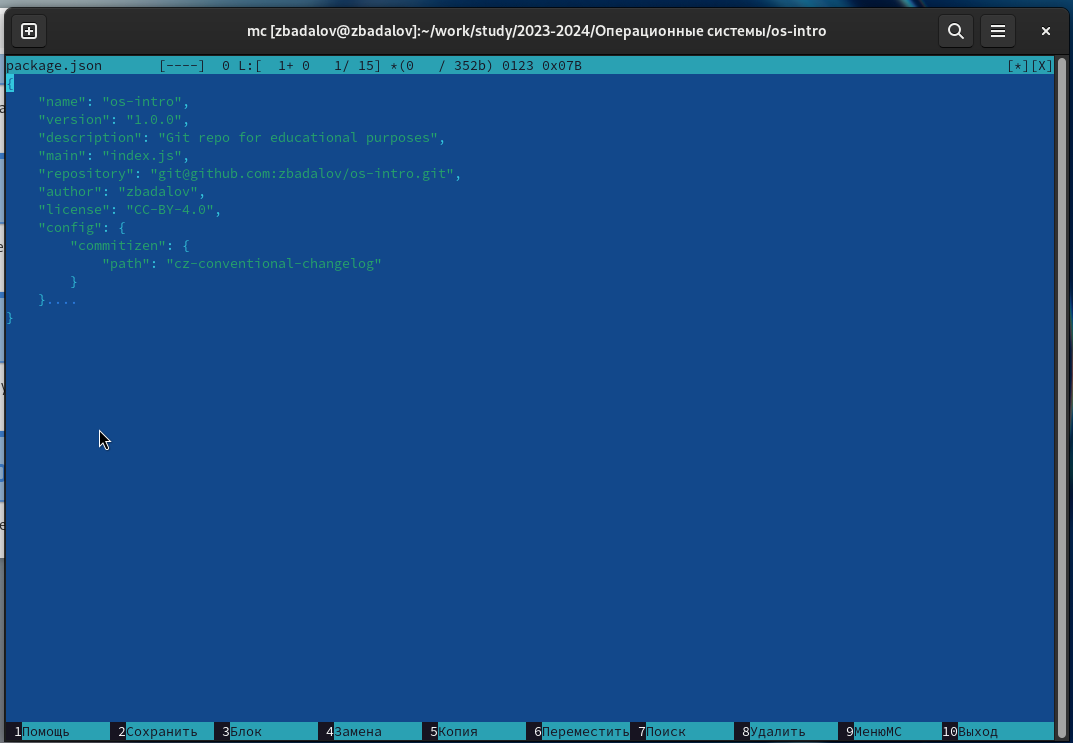 mc [zbadalov@zbadalov]:~/work/study/2023-2024/Операционные системы/os-intro
package.json       [----]  0 L:[  1+ 0   1/ 15] *(0   / 352b) 0123 0x07B                                                     [*][X]
{
    "name": "os-intro",
    "version": "1.0.0",
    "description": "Git repo for educational purposes",
    "main": "index.js",
    "repository": "git@github.com:zbadalov/os-intro.git",
    "author": "zbadalov",
    "license": "CC-BY-4.0",
    "config": {
        "commitizen": {
            "path": "cz-conventional-changelog"
        }
    }....
}
1Помощь 2Сохранить 3Блок 4Замена 5Копия 6Переместить 7Поиск 8Удалить 9МенюMC 10Выход